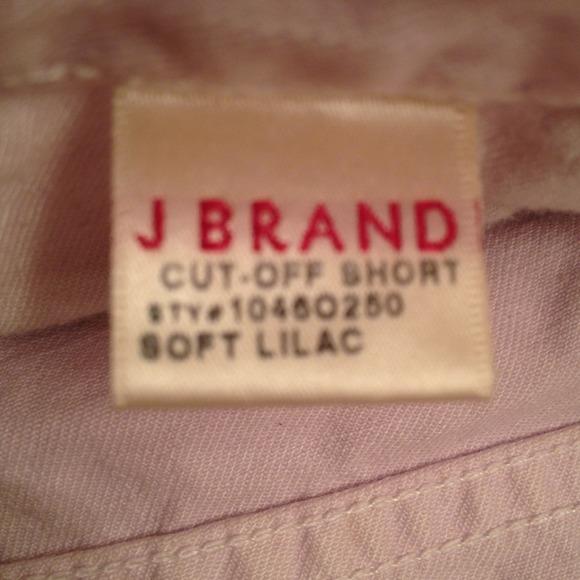 J BRAND
CUT-OFF SHORT
STY# 1046O250
SOFT LILAC